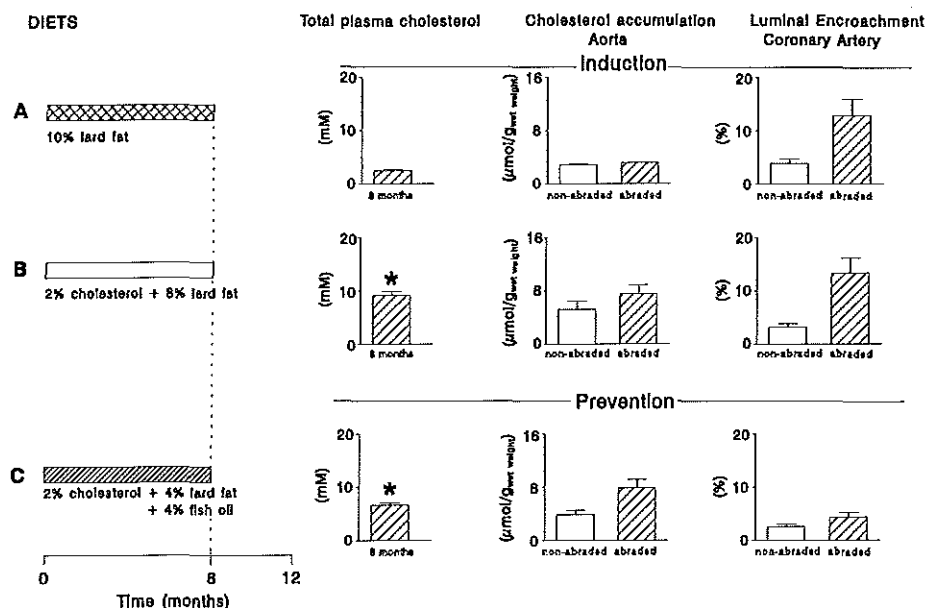 DIETS
Total plasma cholesterol
Cholesterol accumulation
Aorta
Luminal Encroachment
Coronary Artery
Induction
A
10% lard fat
(mM)
20
10
0
8 months
(μmol/gwet weight)
16
8
0
non-abraded abraded
(%)
20
10
0
non-abraded abraded
B
2% cholesterol + 8% lard fat
(mM)
20
10
0
*
8 months
(μmol/gwet weight)
16
8
0
non-abraded abraded
(%)
20
10
0
non-abraded abraded
Prevention
C
2% cholesterol + 4% lard fat
+ 4% fish oil
(mM)
20
10
0
*
8 months
(μmol/gwet weight)
16
8
0
non-abraded abraded
(%)
20
10
0
non-abraded abraded
0 8 12
Time (months)